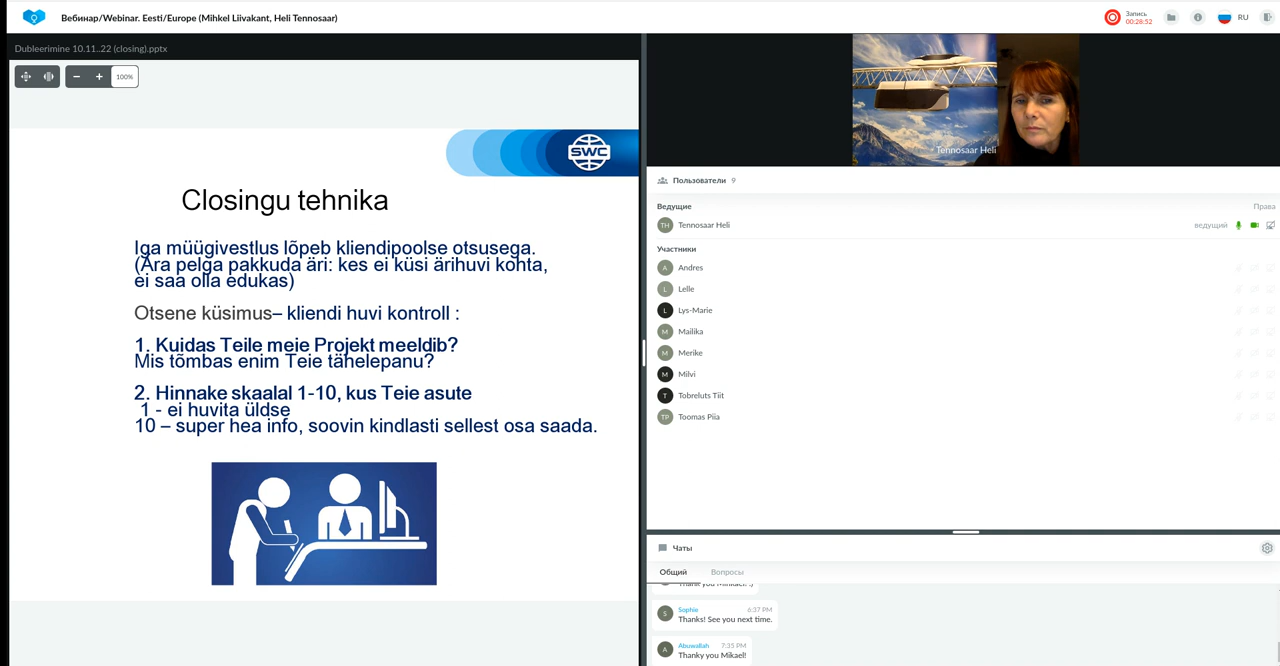 Вебинар/Webinar. Eesti/Europe (Mihkel Liivakant, Heli Tennosaar)
Запись
00:28:52
RU
Dubleerimine 10.11..22 (closing).pptx
100%
SWC
Closingu tehnika
Iga müügivestlus lõpeb kliendipoolse otsusega.
(Ära pelga pakkuda äri: kes ei küsi ärihuvi kohta,
ei saa olla edukas)
Otsene küsimus– kliendi huvi kontroll :
1. Kuidas Teile meie Projekt meeldib?
Mis tõmbas enim Teie tähelepanu?
2. Hinnake skaalal 1-10, kus Teie asute
1 - ei huvita üldse
10 – super hea info, soovin kindlasti sellest osa saada.
Tennosaar Heli
Пользователи 9
Ведущие Права
TH Tennosaar Heli ведущий
Участники
A Andres
L Lelle
L Lys-Marie
M Mailika
M Merike
M Milvi
T Tobreluts Tiit
TP Toomas Piia
Чаты
Общий Вопросы
Thank you Mihkael! :)
S Sophie 6:37 PM
Thanks! See you next time.
A Abuwallah 7:35 PM
Thanky you Mikael!